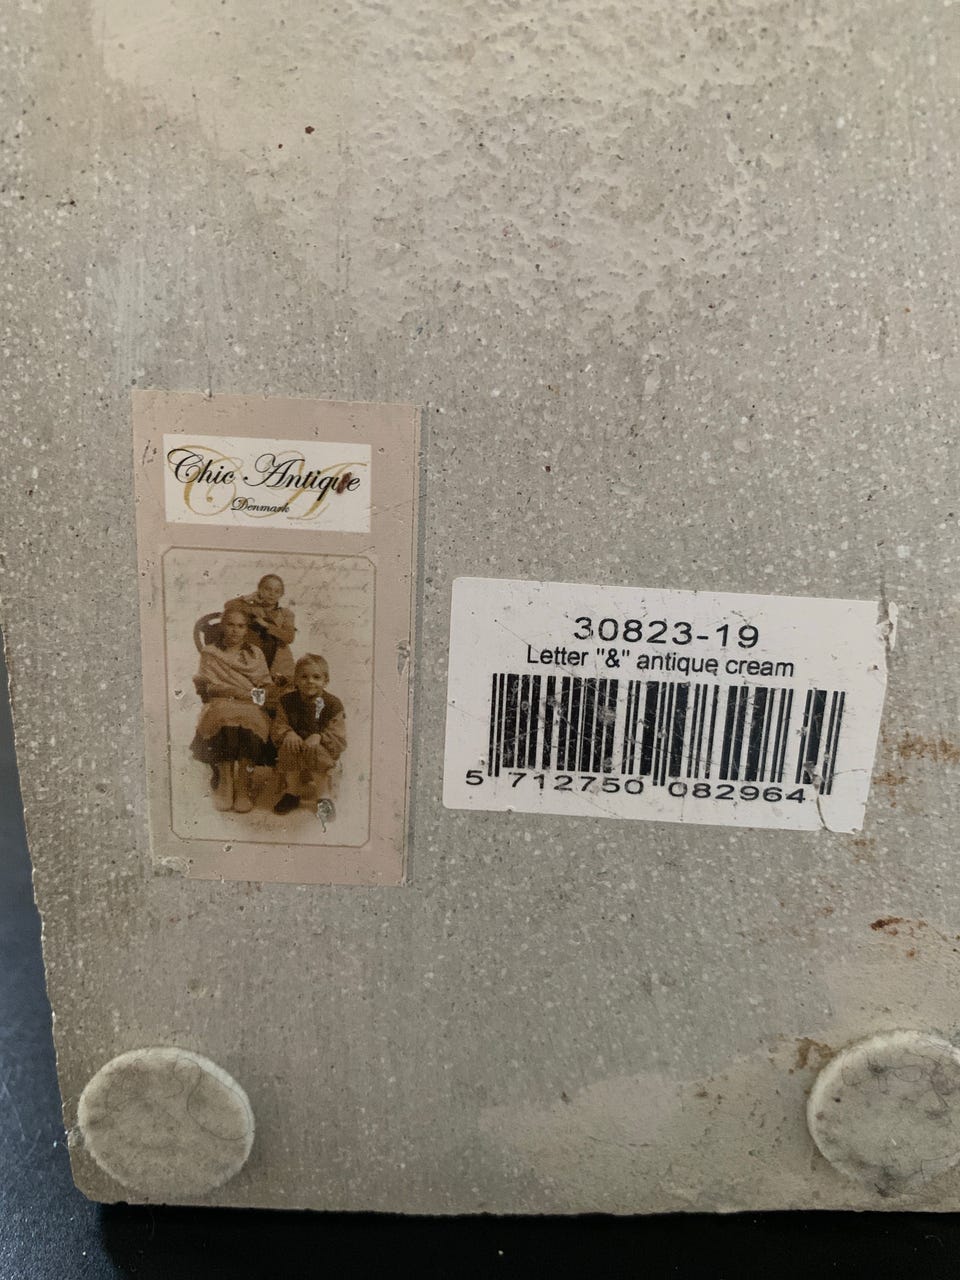 Chic Antique
Denmark
30823-19
Letter "&" antique cream
5 712750 082964